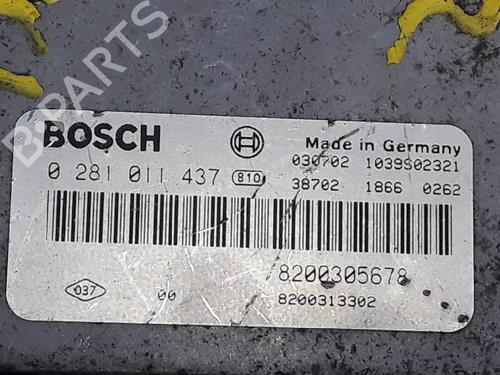 B-PARTS
BOSCH
Made in Germany
030702 1039S02321
0 281 011 437 810
38702 1866 0262
8200305678
037
00
8200313302